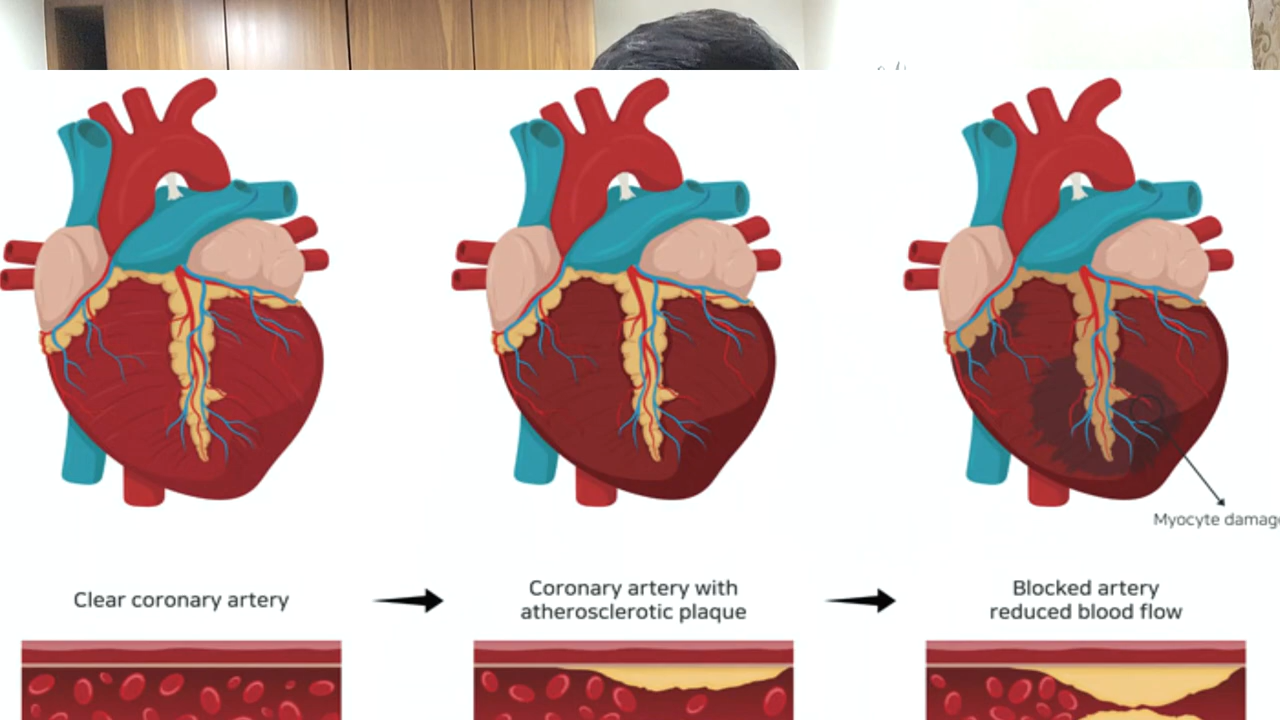 Myocyte damag
Clear coronary artery
Coronary artery with
atherosclerotic plaque
Blocked artery
reduced blood flow